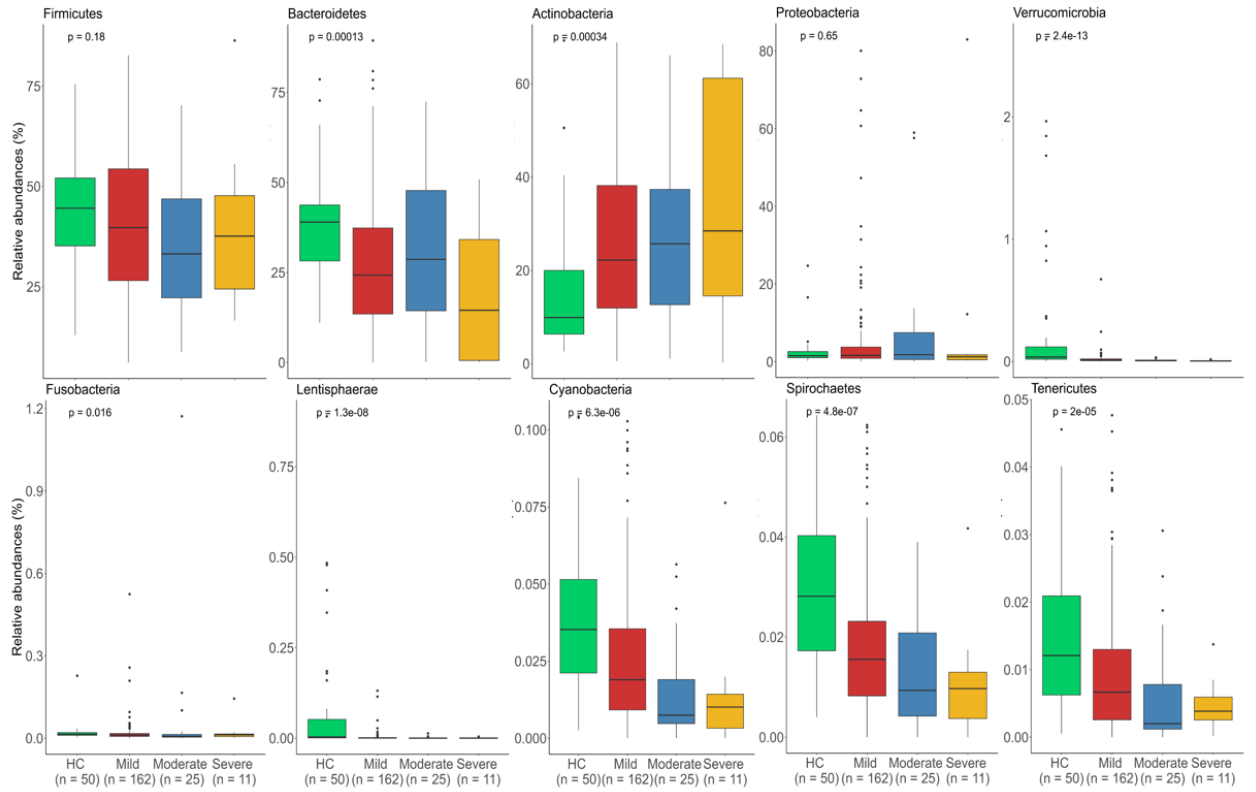 Firmicutes
p = 0.18
Bacteroidetes
p = 0.00013
Actinobacteria
p = 0.00034
Proteobacteria
p = 0.65
Verrucomicrobia
p = 2.4e-13
Relative abundances (%)
75
50
25
75
50
25
0
60
40
20
0
80
60
40
20
0
2
1
0
Fusobacteria
p = 0.016
Lentisphaerae
p = 1.3e-08
Cyanobacteria
p = 6.3e-06
Spirochaetes
p = 4.8e-07
Tenericutes
p = 2e-05
Relative abundances (%)
1.2
0.9
0.6
0.3
0.0
0.75
0.50
0.25
0.00
0.100
0.075
0.050
0.025
0.000
0.06
0.04
0.02
0.00
0.05
0.04
0.03
0.02
0.01
0.00
HC Mild Moderate Severe
(n = 50) (n = 162) (n = 25) (n = 11)
HC Mild Moderate Severe
(n = 50) (n = 162) (n = 25) (n = 11)
HC Mild Moderate Severe
(n = 50) (n = 162) (n = 25) (n = 11)
HC Mild Moderate Severe
(n = 50) (n = 162) (n = 25) (n = 11)
HC Mild Moderate Severe
(n = 50) (n = 162) (n = 25) (n = 11)